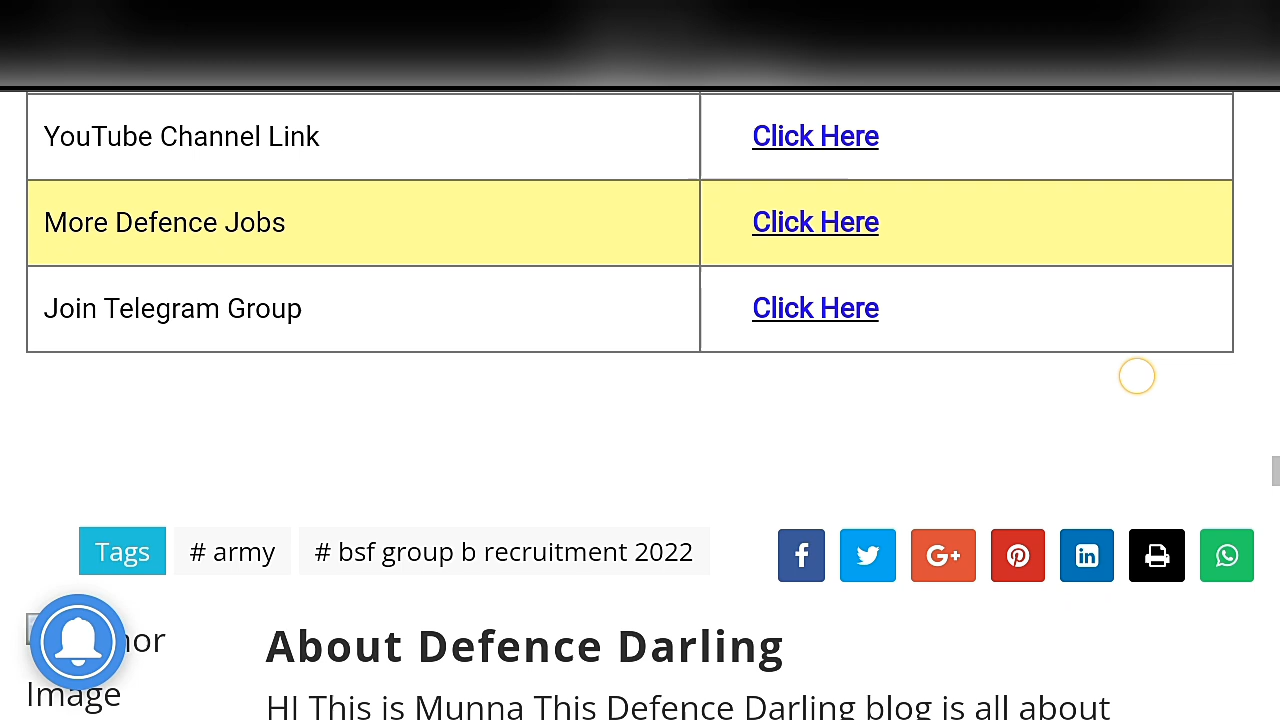 YouTube Channel Link Click Here
More Defence Jobs Click Here
Join Telegram Group Click Here
Tags # army # bsf group b recruitment 2022
f G+ in
About Defence Darling
Image
HI This is Munna This Defence Darling blog is all about